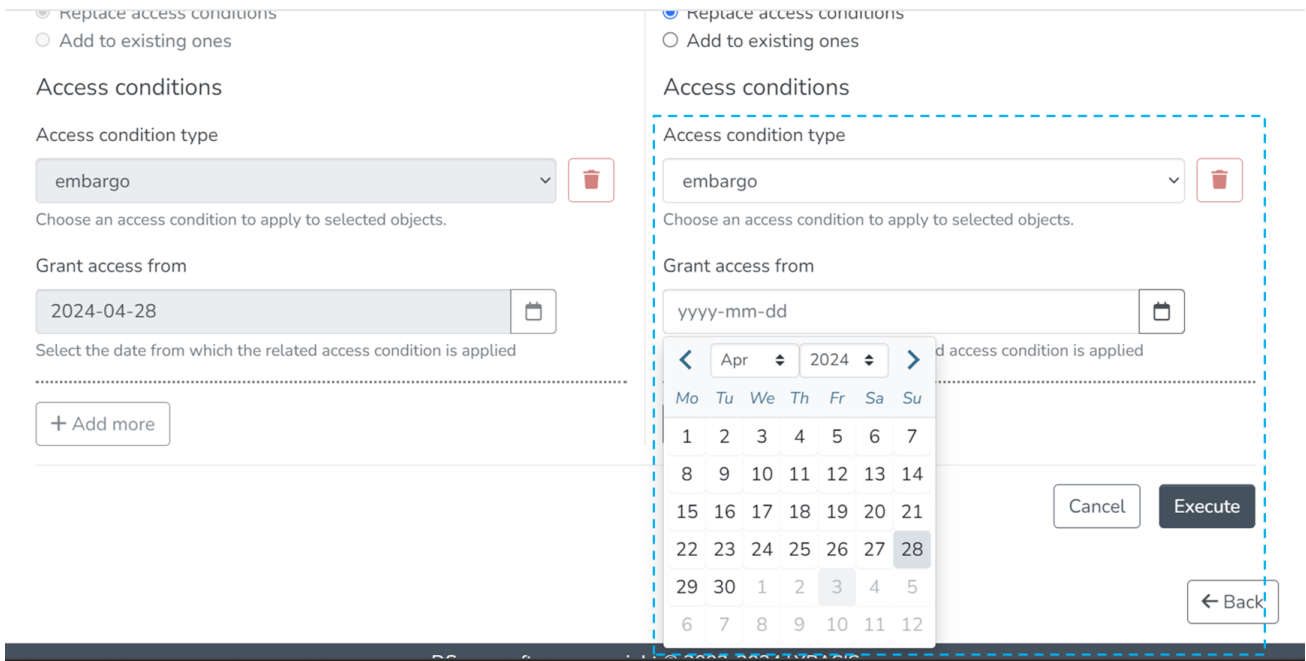 Replace access conditions
Add to existing ones
Access conditions
Access condition type
embargo
Choose an access condition to apply to selected objects.
Grant access from
2024-04-28
Select the date from which the related access condition is applied
+ Add more
Replace access conditions
Add to existing ones
Access conditions
Access condition type
embargo
Choose an access condition to apply to selected objects.
Grant access from
yyyy-mm-dd
d access condition is applied
Apr 2024
Mo Tu We Th Fr Sa Su
1 2 3 4 5 6 7
8 9 10 11 12 13 14
15 16 17 18 19 20 21
22 23 24 25 26 27 28
29 30 1 2 3 4 5
6 7 8 9 10 11 12
Cancel Execute
Back